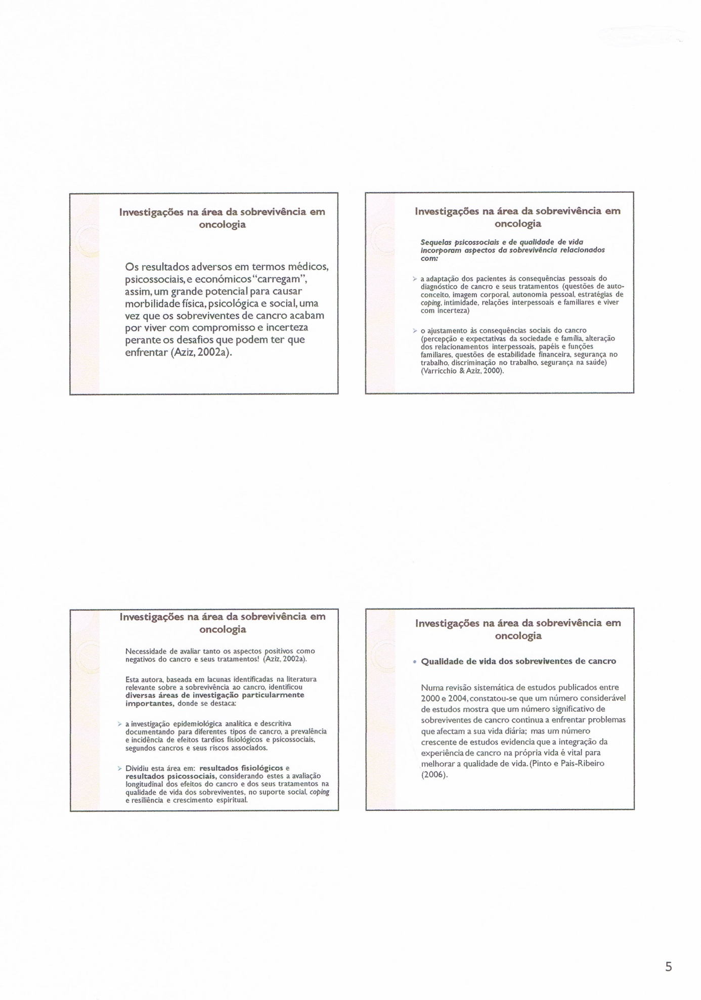 Investigações na área da sobrevivência em
oncologia
Os resultados adversos em termos médicos,
psicossociais, e económicos "carregam",
assim, um grande potencial para causar
morbilidade física, psicológica e social, uma
vez que os sobreviventes de cancro acabam
por viver com compromisso e incerteza
perante os desafios que podem ter que
enfrentar (Aziz, 2002a).
Investigações na área da sobrevivência em
oncologia
Sequelas psicossociais e de qualidade de vida
incorporam aspectos da sobrevivência relacionados
com:
➢ a adaptação dos pacientes às consequências pessoais do
diagnóstico de cancro e seus tratamentos (questões de auto-
conceito, imagem corporal, autonomia pessoal, estratégias de
coping, intimidade, relações interpessoais e familiares e viver
com incerteza)
➢ o ajustamento às consequências sociais do cancro
(percepção e expectativas da sociedade e família, alteração
dos relacionamentos interpessoais, papéis e funções
familiares, questões de estabilidade financeira, segurança no
trabalho, discriminação no trabalho, segurança na saúde)
(Varricchio & Aziz, 2000).
Investigações na área da sobrevivência em
oncologia
Necessidade de avaliar tanto os aspectos positivos como
negativos do cancro e seus tratamentos! (Aziz, 2002a).
Esta autora, baseada em lacunas identificadas na literatura
relevante sobre a sobrevivência ao cancro, identificou
diversas áreas de investigação particularmente
importantes, donde se destaca:
➢ a investigação epidemiológica analítica e descritiva
documentando para diferentes tipos de cancro, a prevalência
e incidência de efeitos tardios fisiológicos e psicossociais,
segundos cancros e seus riscos associados.
➢ Dividiu esta área em: resultados fisiológicos e
resultados psicossociais, considerando estes a avaliação
longitudinal dos efeitos do cancro e dos seus tratamentos na
qualidade de vida dos sobreviventes, no suporte social, coping
e resiliência e crescimento espiritual.
Investigações na área da sobrevivência em
oncologia
• Qualidade de vida dos sobreviventes de cancro
Numa revisão sistemática de estudos publicados entre
2000 e 2004, constatou-se que um número considerável
de estudos mostra que um número significativo de
sobreviventes de cancro continua a enfrentar problemas
que afectam a sua vida diária; mas um número
crescente de estudos evidencia que a integração da
experiência de cancro na própria vida é vital para
melhorar a qualidade de vida. (Pinto e Pais-Ribeiro
(2006).
5